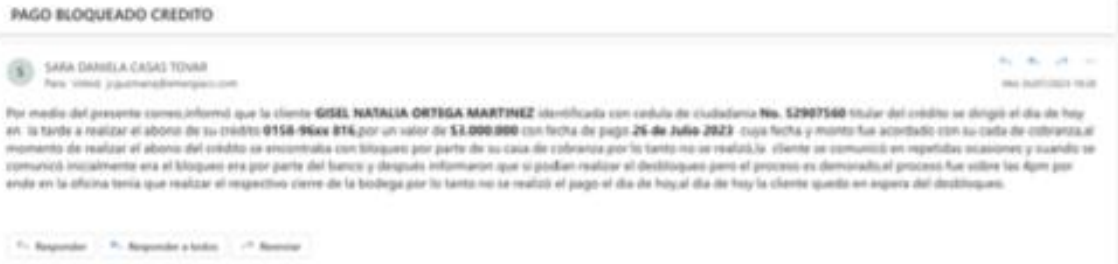 PAGO BLOQUEADO CREDITO
S SARA DANIELA CASAS TOVAR
Para: Usted:
Por medio del presente correo,informó que la cliente GISEL NATALIA ORTEGA MARTINEZ identificada con cedula de ciudadania No. 52907560 titular del crédito se dirigió el dia de hoy
en la tarde a realizar el abono de su crédito 0158-96xx 816,por un valor de $3.000.000 con fecha de pago 26 de Julio 2023 cuya fecha y monto fue acordado con su cada de cobranza,al
momento de realizar el abono del crédito se encontraba con bloqueo por parte de su casa de cobranza por lo tanto no se realizó,la cliente se comunicó en repetidas ocasiones y cuando se
comunicó inicialmente era el bloqueo era por parte del banco y después informaron que si podían realizar el desbloqueo pero el proceso es demorado,el proceso fue sobre las 4pm por
ende en la oficina tenia que realizar el respectivo cierre de la bodega por lo tanto no se realizó el pago el dia de hoy,al dia de hoy la cliente quedo en espera del desbloqueo.
Responder Responder a todos Reenviar